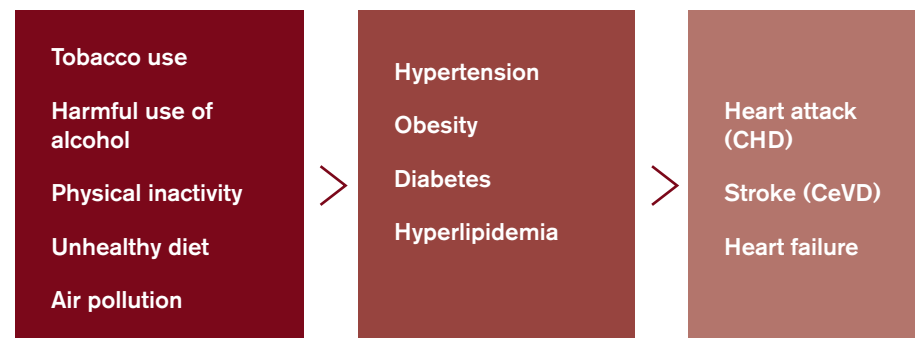 Tobacco use
Harmful use of
alcohol
Physical inactivity
Unhealthy diet
Air pollution
Hypertension
Obesity
Diabetes
Hyperlipidemia
Heart attack
(CHD)
Stroke (CeVD)
Heart failure